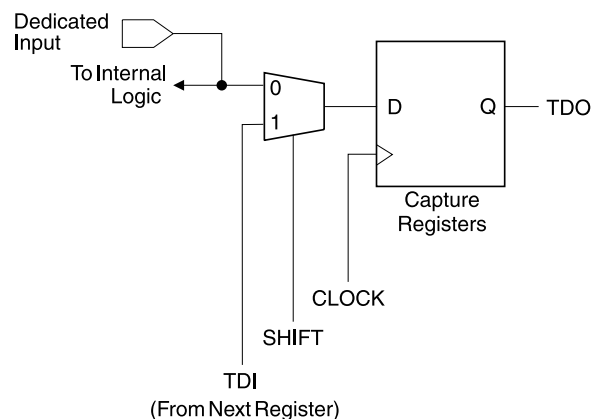 Dedicated
Input
To Internal
Logic
0
1
D
Q
TDO
Capture
Registers
CLOCK
SHIFT
TDI
(From Next Register)